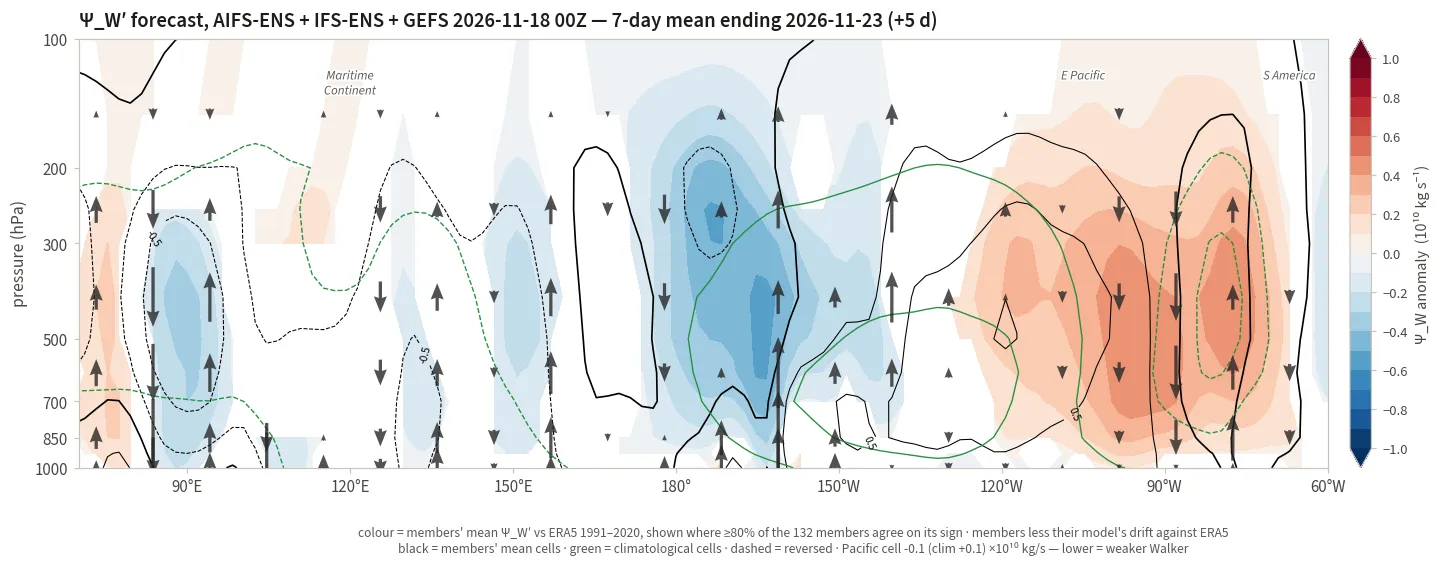 Ψ_W′ forecast, AIFS-ENS + IFS-ENS + GEFS 2026-11-18 00Z — 7-day mean ending 2026-11-23 (+5 d)
100
200
300
400
500
700
850
1000
pressure (hPa)
Maritime
Continent
E Pacific
S America
-0.5
-0.5
0.5
0.5
90°E
120°E
150°E
180°
150°W
120°W
90°W
60°W
1.0
0.8
0.6
0.4
0.2
0.0
−0.2
−0.4
−0.6
−0.8
−1.0
Ψ_W anomaly (10¹⁰ kg s⁻¹)
colour = members' mean Ψ_W′ vs ERA5 1991–2020, shown where ≥80% of the 132 members agree on its sign · members less their model's drift against ERA5
black = members' mean cells · green = climatological cells · dashed = reversed · Pacific cell -0.1 (clim +0.1) ×10¹⁰ kg/s — lower = weaker Walker